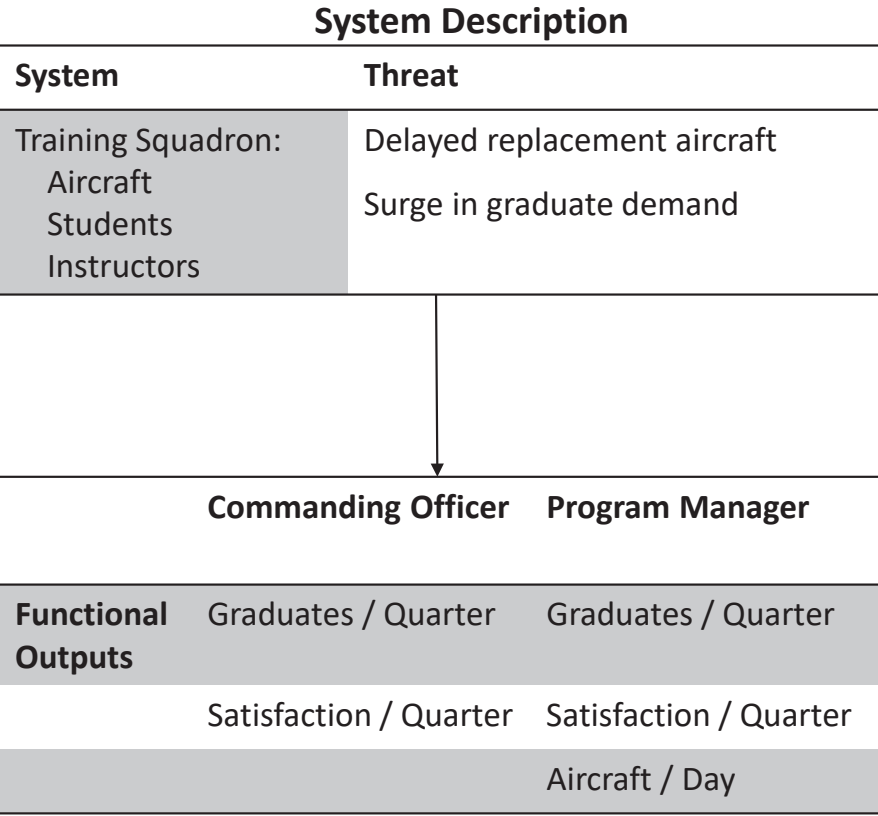 System Description
System Threat
Training Squadron: Delayed replacement aircraft
Aircraft
Students Surge in graduate demand
Instructors
Commanding Officer Program Manager
Functional Outputs Graduates / Quarter Graduates / Quarter
Satisfaction / Quarter Satisfaction / Quarter
Aircraft / Day